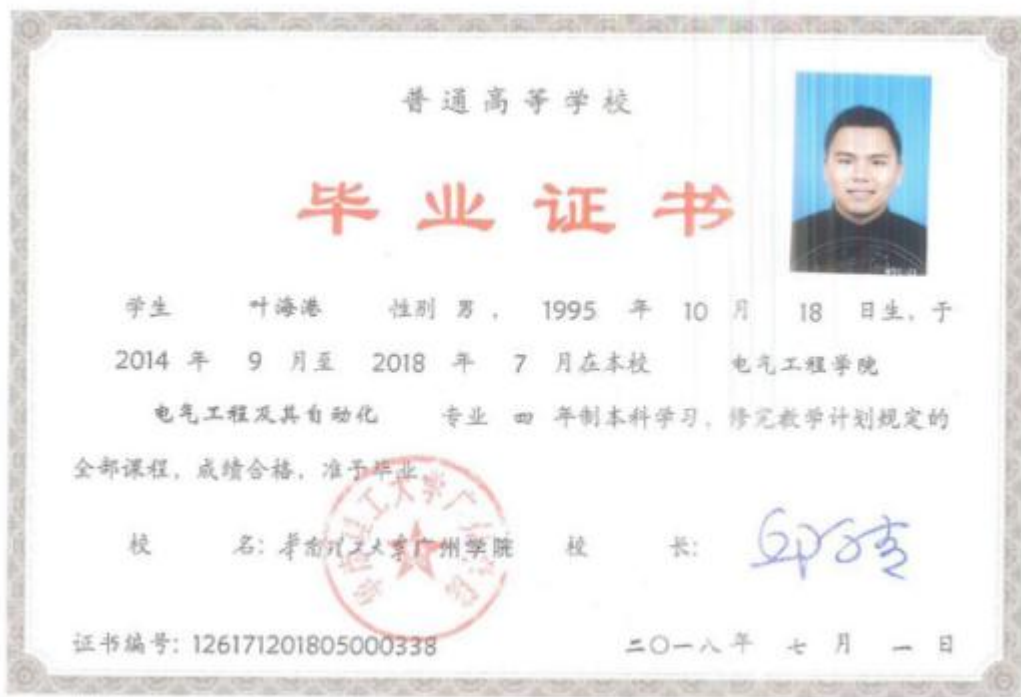 普通高等学校
毕业证书
学生 叶海港 性别 男, 1995 年 10 月 18 日生, 于
2014 年 9 月至 2018 年 7 月在本校 电气工程学院
电气工程及其自动化 专业 四 年制本科学习, 修完教学计划规定的
全部课程, 成绩合格, 准予毕业。
校 名: 华南理工大学广州学院 校 长:
证书编号: 126171201805000338 二〇一八年 七 月 一 日